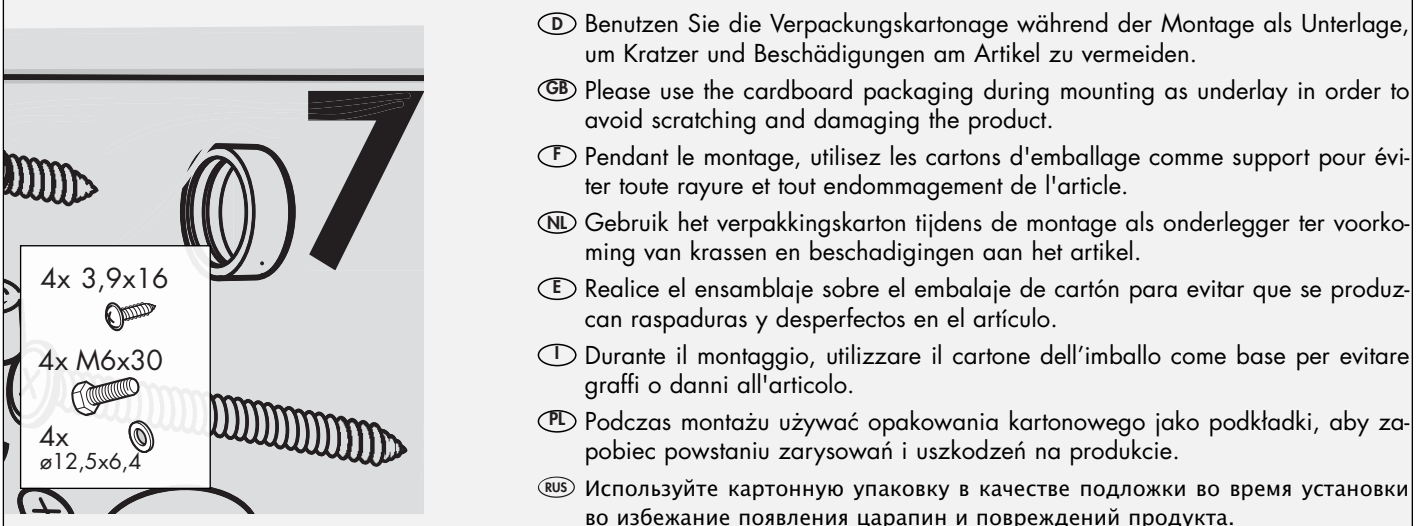 7
4x 3,9x16
4x M6x30
4x
ø12,5x6,4
D Benutzen Sie die Verpackungskartonage während der Montage als Unterlage,
um Kratzer und Beschädigungen am Artikel zu vermeiden.
GB Please use the cardboard packaging during mounting as underlay in order to
avoid scratching and damaging the product.
F Pendant le montage, utilisez les cartons d'emballage comme support pour évi-
ter toute rayure et tout endommagement de l'article.
NL Gebruik het verpakkingskarton tijdens de montage als onderlegger ter voorko-
ming van krassen en beschadigingen aan het artikel.
E Realice el ensamblaje sobre el embalaje de cartón para evitar que se produz-
can raspaduras y desperfectos en el artículo.
I Durante il montaggio, utilizzare il cartone dell’imballo come base per evitare
graffi o danni all'articolo.
PL Podczas montażu używać opakowania kartonowego jako podkładki, aby za-
pobiec powstaniu zarysowań i uszkodzeń na produkcie.
RUS Используйте картонную упаковку в качестве подложки во время установки
во избежание появления царапин и повреждений продукта.